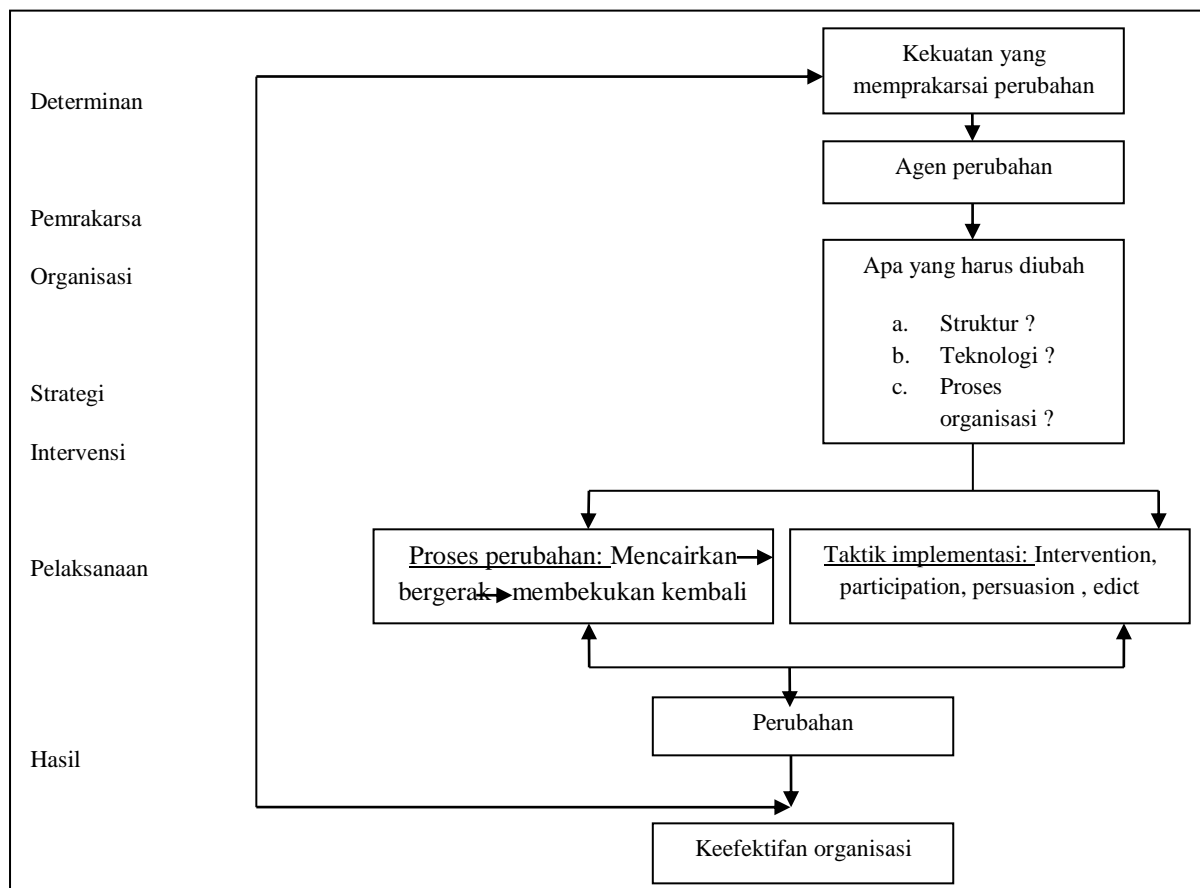 Kekuatan yang
memprakarsai perubahan
Determinan
Agen perubahan
Pemrakarsa
Organisasi
Apa yang harus diubah
a. Struktur ?
b. Teknologi ?
c. Proses
organisasi ?
Strategi
Intervensi
Pelaksanaan
Proses perubahan: Mencairkan
bergerak membekukan kembali
Taktik implementasi: Intervention,
participation, persuasion , edict
Perubahan
Hasil
Keefektifan organisasi